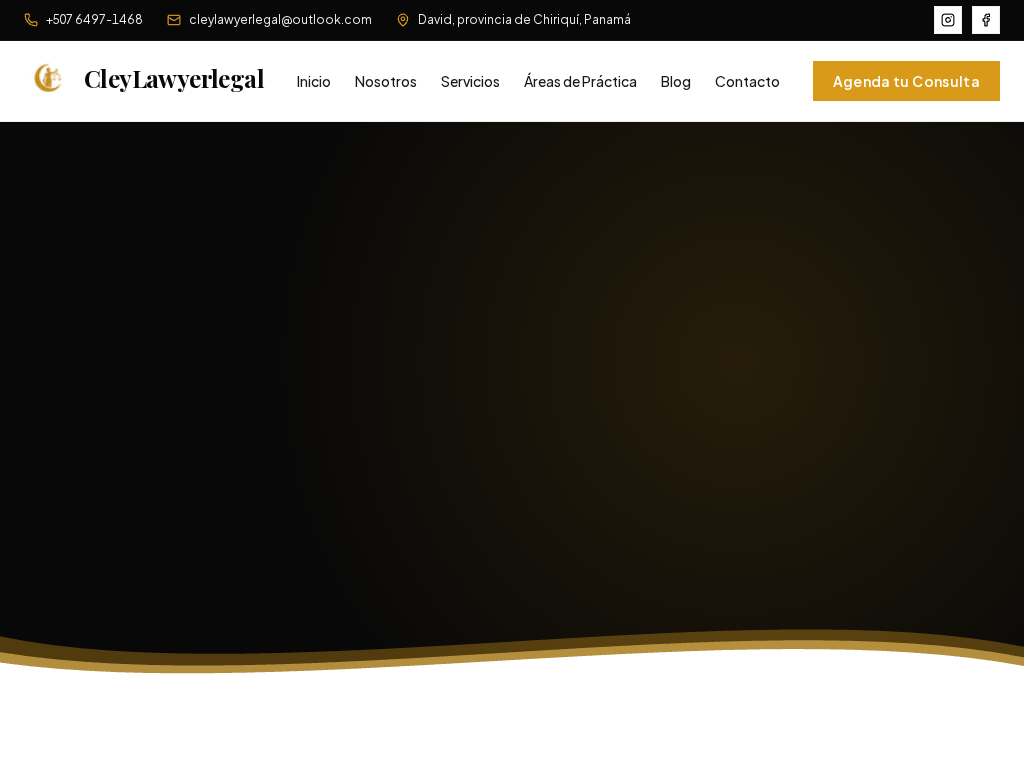 +507 6497-1468
cleylawyerlegal@outlook.com
David, provincia de Chiriquí, Panamá
CleyLawyerlegal
Inicio
Nosotros
Servicios
Áreas de Práctica
Blog
Contacto
Agenda tu Consulta